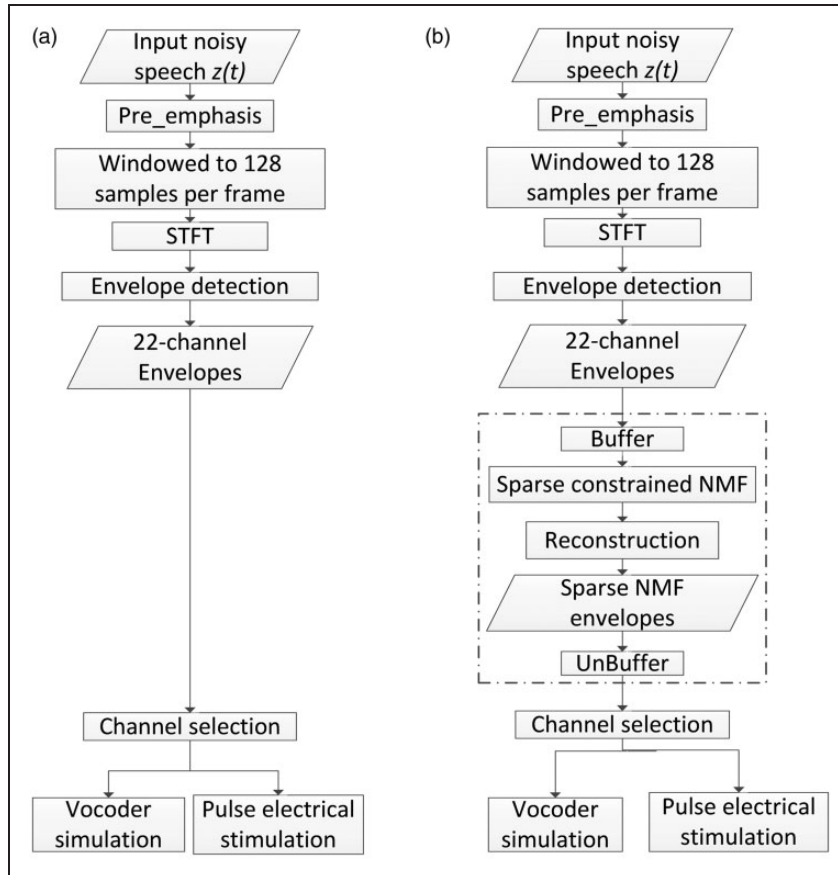 (a)
Input noisy
speech z(t)
Pre_emphasis
Windowed to 128
samples per frame
STFT
Envelope detection
22-channel
Envelopes
Channel selection
Vocoder
simulation
Pulse electrical
stimulation
(b)
Input noisy
speech z(t)
Pre_emphasis
Windowed to 128
samples per frame
STFT
Envelope detection
22-channel
Envelopes
Buffer
Sparse constrained NMF
Reconstruction
Sparse NMF
envelopes
UnBuffer
Channel selection
Vocoder
simulation
Pulse electrical
stimulation